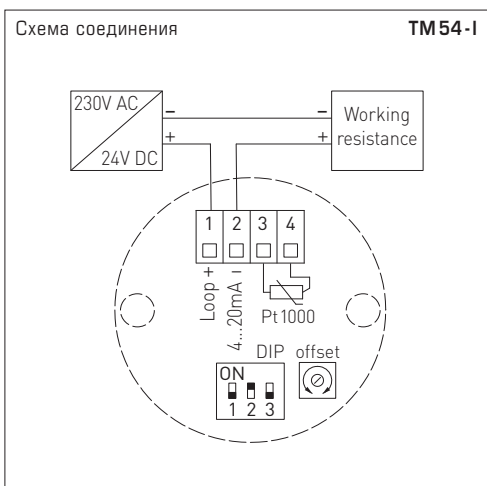 Схема соединения
TM54-I
230V AC
24V DC
–
+
–
+
Working
resistance
1 2 3 4
Loop +
4...20mA –
Pt1000
DIP offset
ON
1 2 3